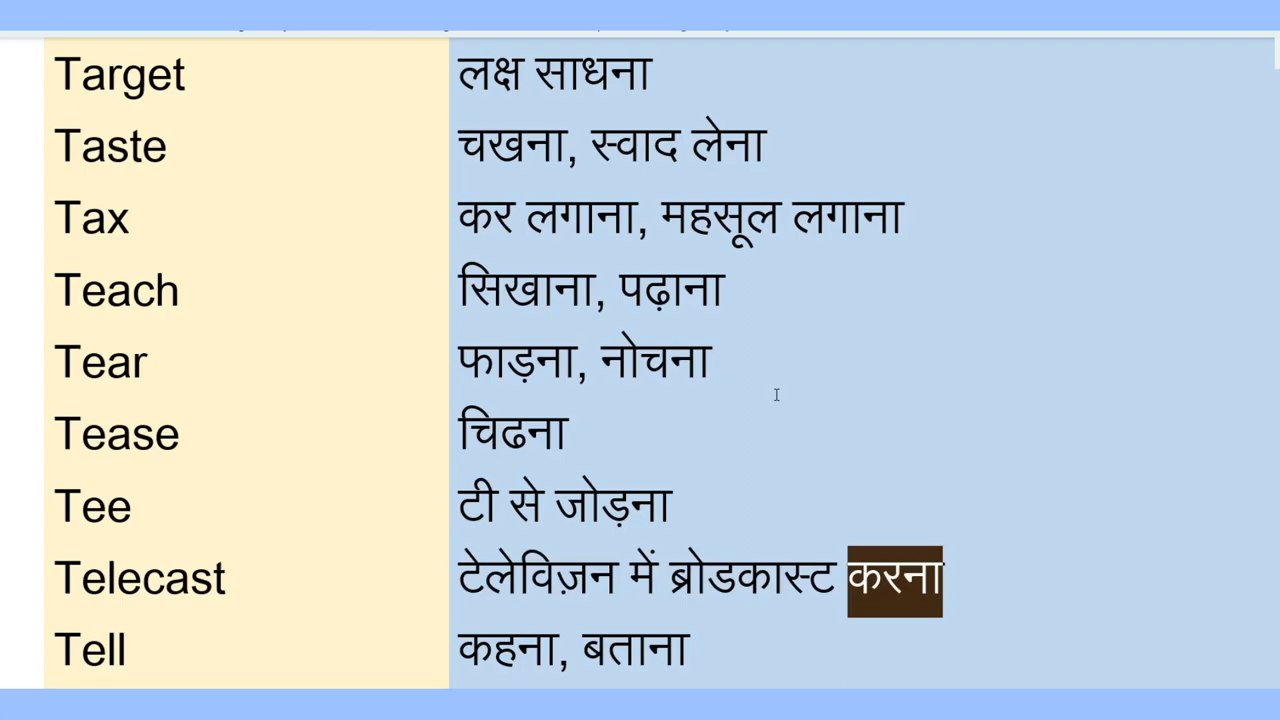 Target लक्ष साधना
Taste चखना, स्वाद लेना
Tax कर लगाना, महसूल लगाना
Teach सिखाना, पढ़ाना
Tear फाड़ना, नोचना
Tease चिढना
Tee टी से जोड़ना
Telecast टेलेविज़न में ब्रोडकास्ट करना
Tell कहना, बताना